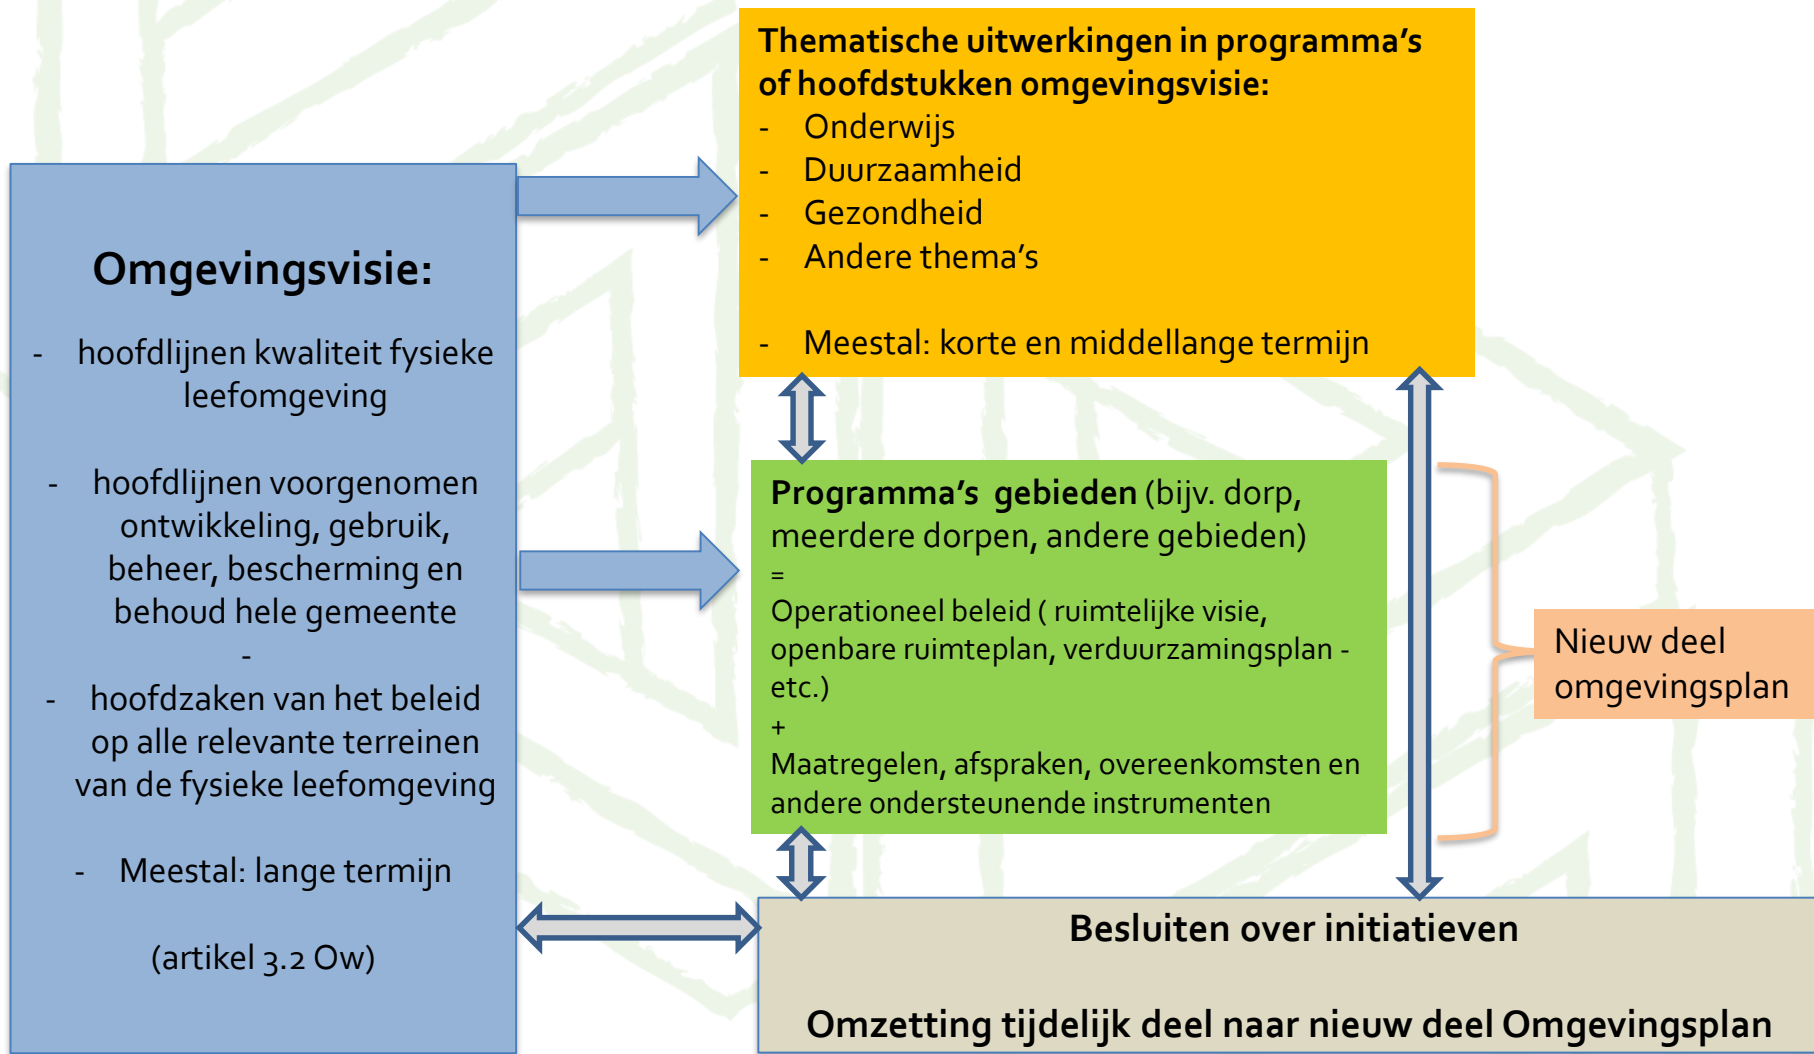 Omgevingsvisie:
- hoofdlijnen kwaliteit fysieke
leefomgeving
- hoofdlijnen voorgenomen
ontwikkeling, gebruik,
beheer, bescherming en
behoud hele gemeente
-
- hoofdzaken van het beleid
op alle relevante terreinen
van de fysieke leefomgeving
- Meestal: lange termijn
(artikel 3.2 Ow)
Thematische uitwerkingen in programma’s
of hoofdstukken omgevingsvisie:
- Onderwijs
- Duurzaamheid
- Gezondheid
- Andere thema’s
- Meestal: korte en middellange termijn
Programma’s gebieden (bijv. dorp,
meerdere dorpen, andere gebieden)
=
Operationeel beleid ( ruimtelijke visie,
openbare ruimteplan, verduurzamingsplan -
etc.)
+
Maatregelen, afspraken, overeenkomsten en
andere ondersteunende instrumenten
Nieuw deel
omgevingsplan
Besluiten over initiatieven
Omzetting tijdelijk deel naar nieuw deel Omgevingsplan